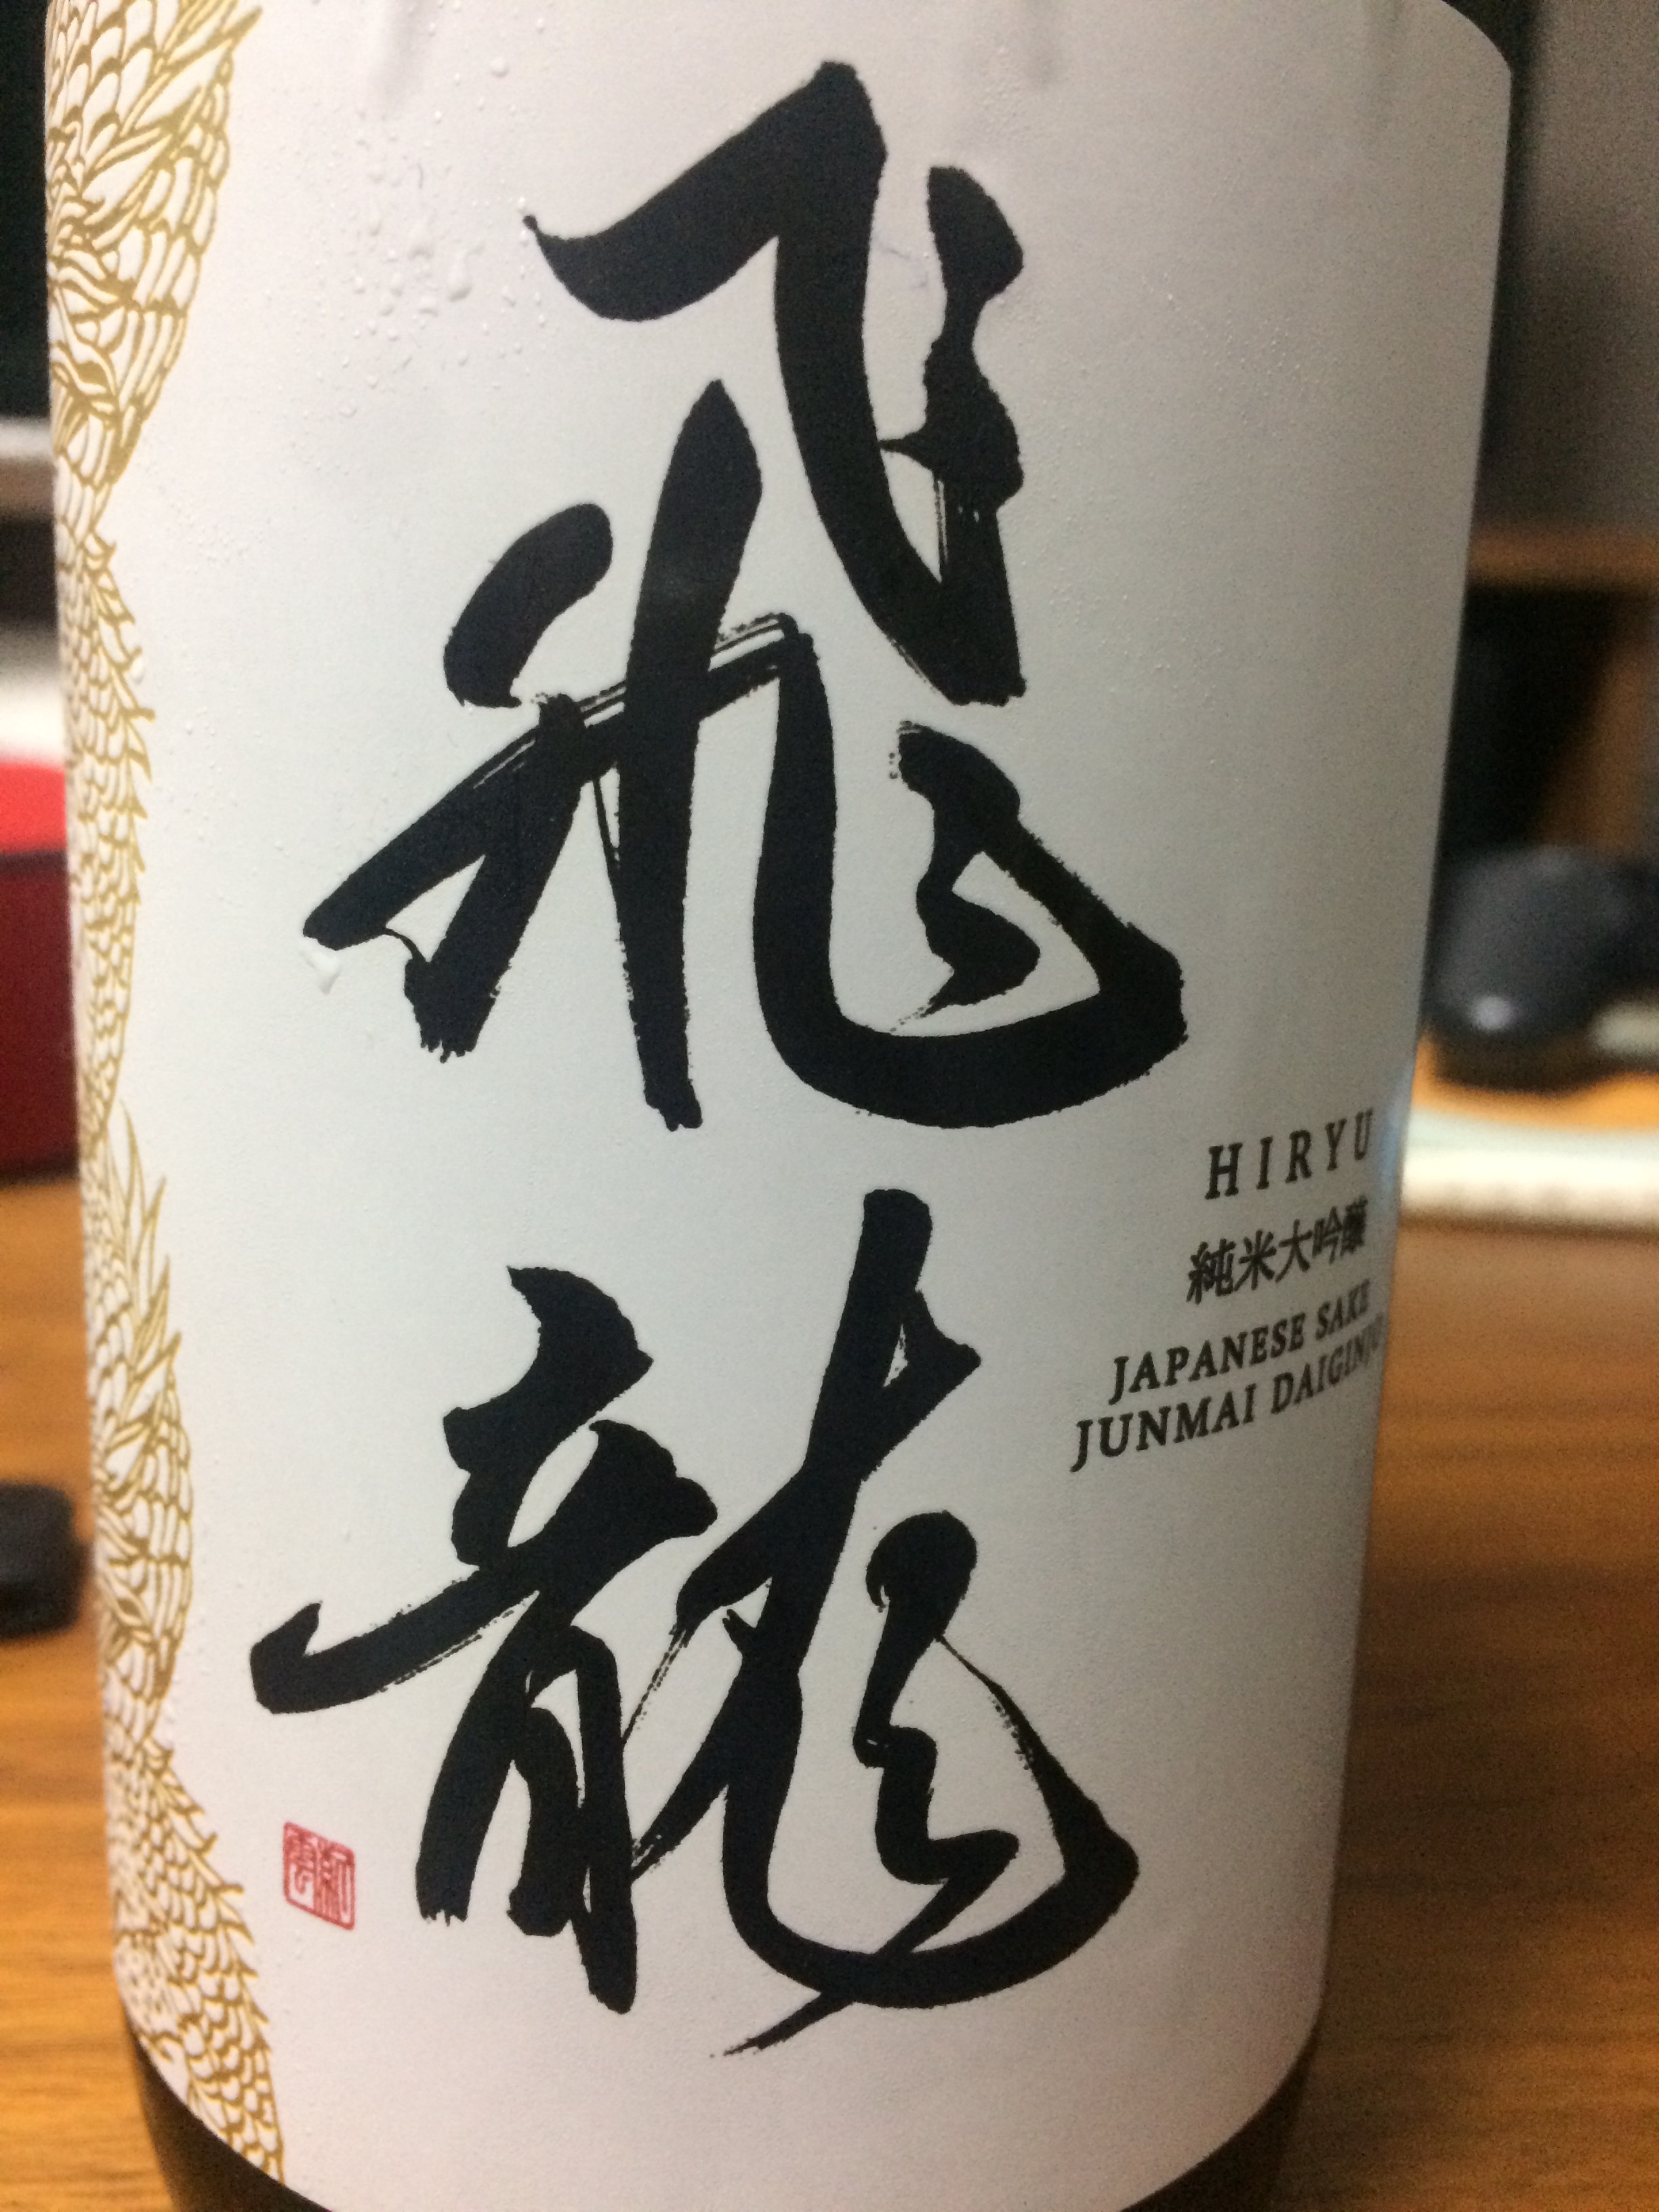 飛龍
HIRYU
純米大吟醸
JAPANESE SAKE
JUNMAI DAIGINJO